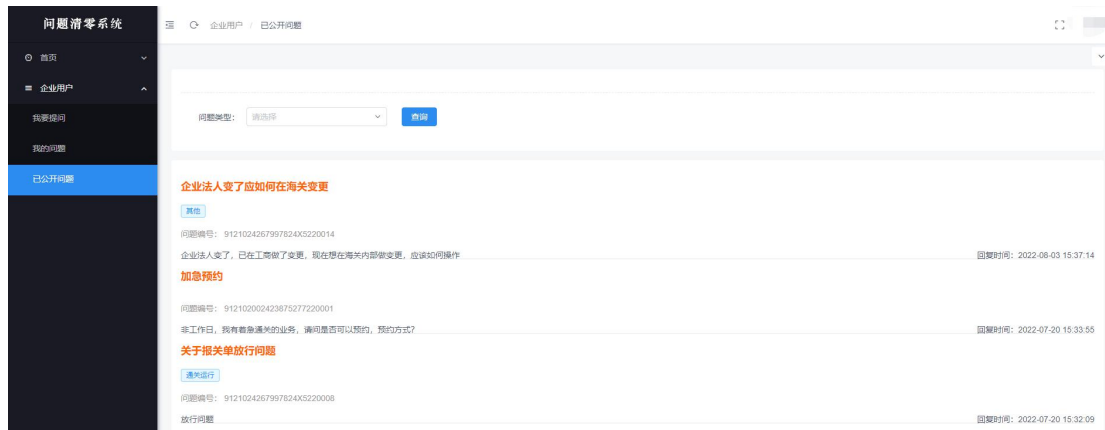 问题清零系统
企业用户 / 已公开问题
首页
企业用户
我要提问
我的问题
已公开问题
问题类型： 请选择 查询
企业法人变了应如何在海关变更
其他
问题编号： 9121024267997824X5220014
企业法人变了，已在工商做了变更，现在想在海关内部做变更，应该如何操作 回复时间：2022-08-03 15:37:14
加急预约
问题编号： 912102002423875277220001
非工作日，我有着急通关的业务，请问是否可以预约，预约方式? 回复时间：2022-07-20 15:33:55
关于报关单放行问题
通关运行
问题编号： 9121024267997824X5220008
放行问题 回复时间：2022-07-20 15:32:09